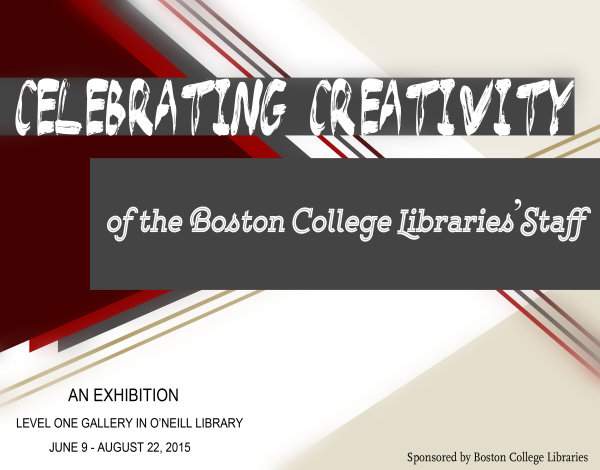 CELEBRATING CREATIVITY
of the Boston College Libraries' Staff
AN EXHIBITION
LEVEL ONE GALLERY IN O'NEILL LIBRARY
JUNE 9 - AUGUST 22, 2015
Sponsored by Boston College Libraries